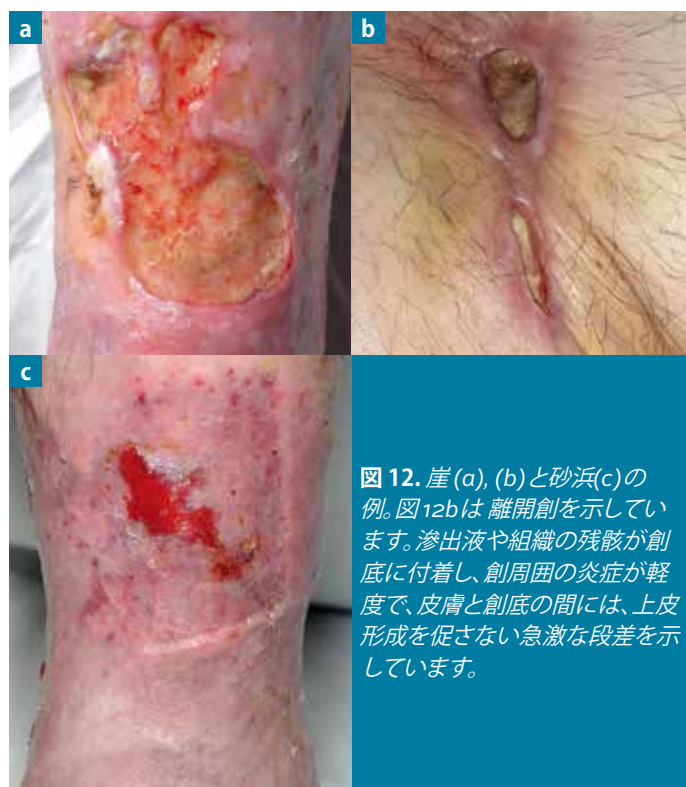 a
b
c
図 12. 崖 (a), (b)と砂浜(c)の
例。図12bは 離開創を示してい
ます。滲出液や組織の残骸が創
底に付着し、創周囲の炎症が軽
度で、皮膚と創底の間には、上皮
形成を促さない急激な段差を示
しています。